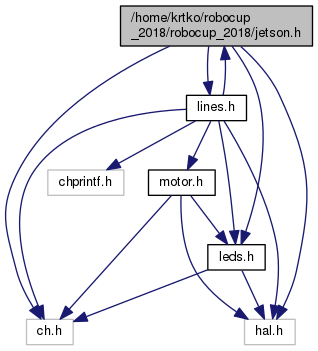 /home/krtko/robocup
_2018/robocup_2018/jetson.h
lines.h
chprintf.h
motor.h
leds.h
ch.h
hal.h